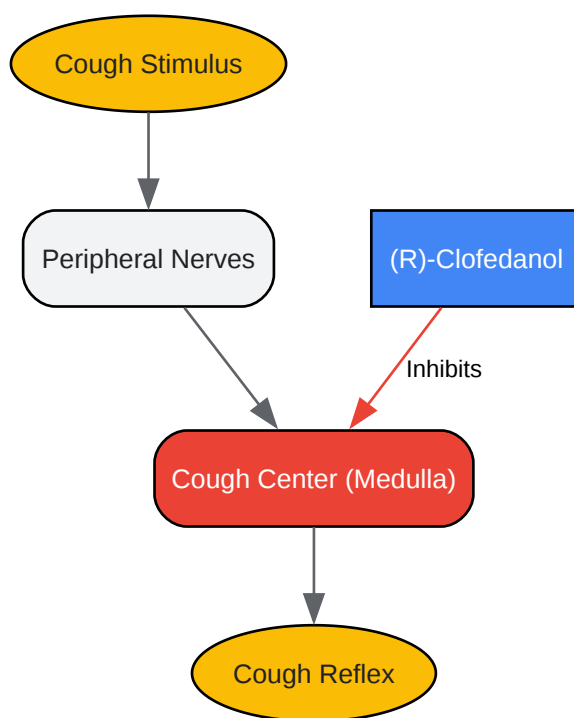 Cough Stimulus
Peripheral Nerves
(R)-Clofedanol
Inhibits
Cough Center (Medulla)
Cough Reflex